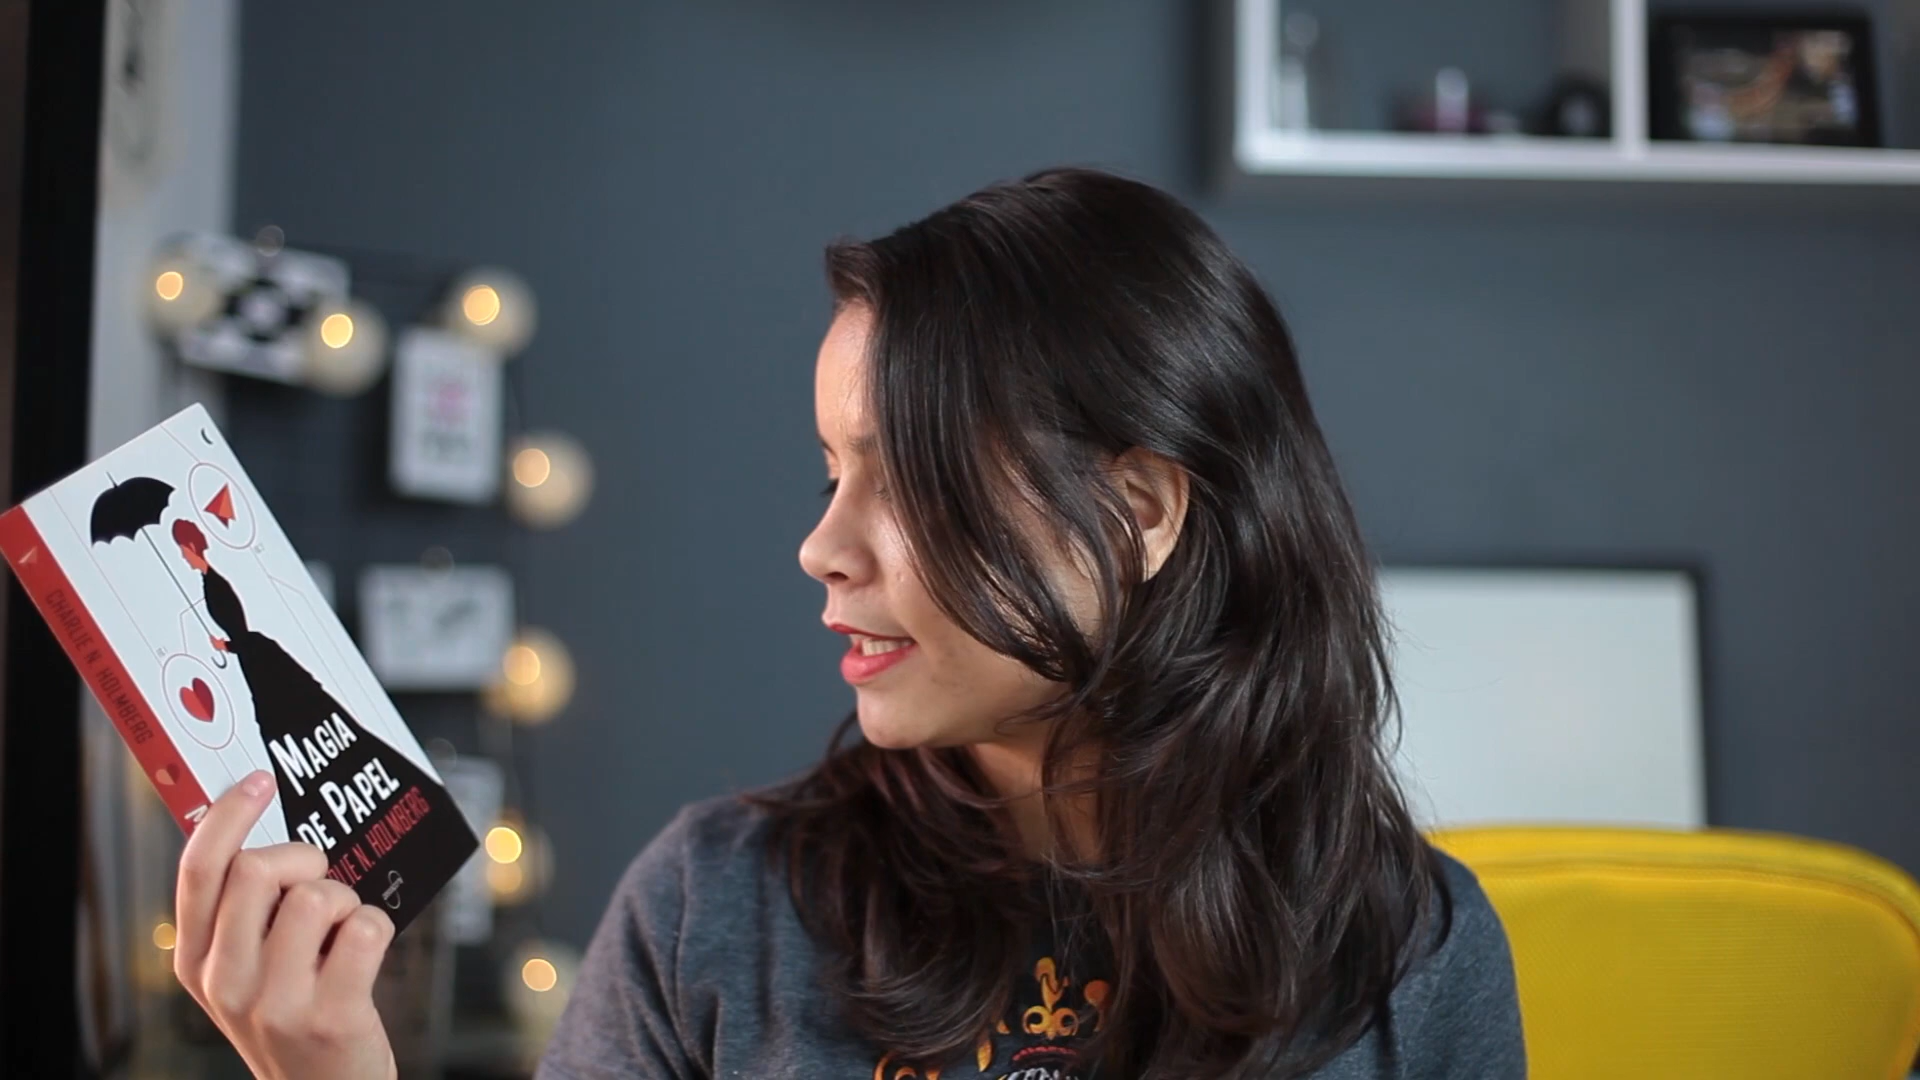 CHARLIE N. HOLMBERG
MAGIA
DE PAPEL
N. HOLMBERG